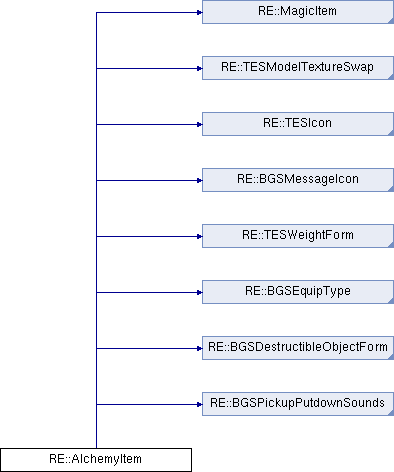 RE::MagicItem
RE::TESModelTextureSwap
RE::TESIcon
RE::BGSMessageIcon
RE::TESWeightForm
RE::BGSEquipType
RE::BGSDestructibleObjectForm
RE::BGSPickupPutdownSounds
RE::AlchemyItem